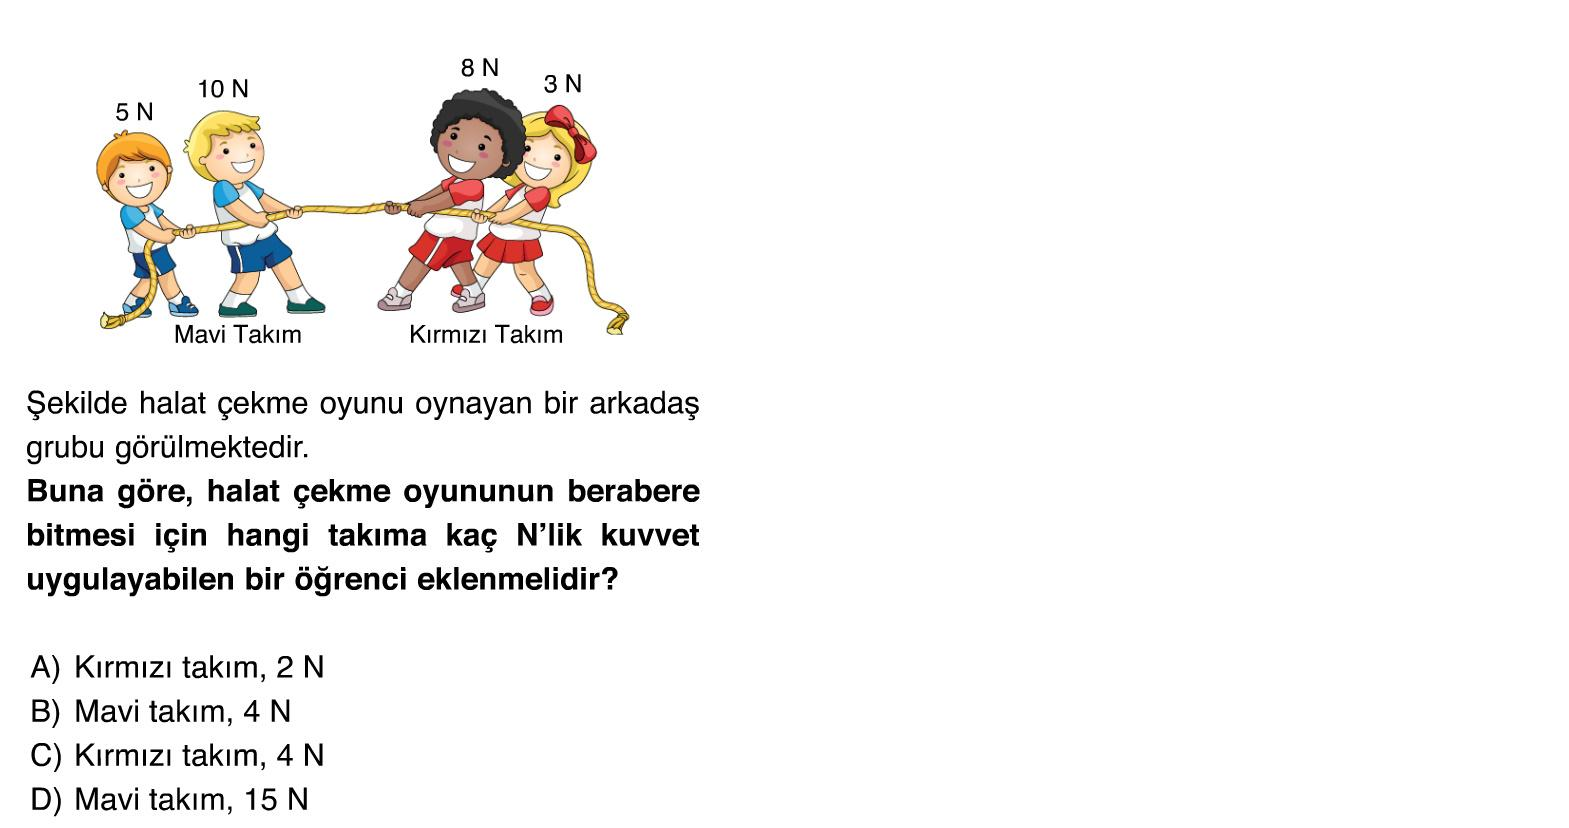 5 N
10 N
8 N
3 N
Mavi Takım
Kırmızı Takım
Şekilde halat çekme oyunu oynayan bir arkadaş
grubu görülmektedir.
Buna göre, halat çekme oyununun berabere
bitmesi için hangi takıma kaç N’lik kuvvet
uygulayabilen bir öğrenci eklenmelidir?
A) Kırmızı takım, 2 N
B) Mavi takım, 4 N
C) Kırmızı takım, 4 N
D) Mavi takım, 15 N